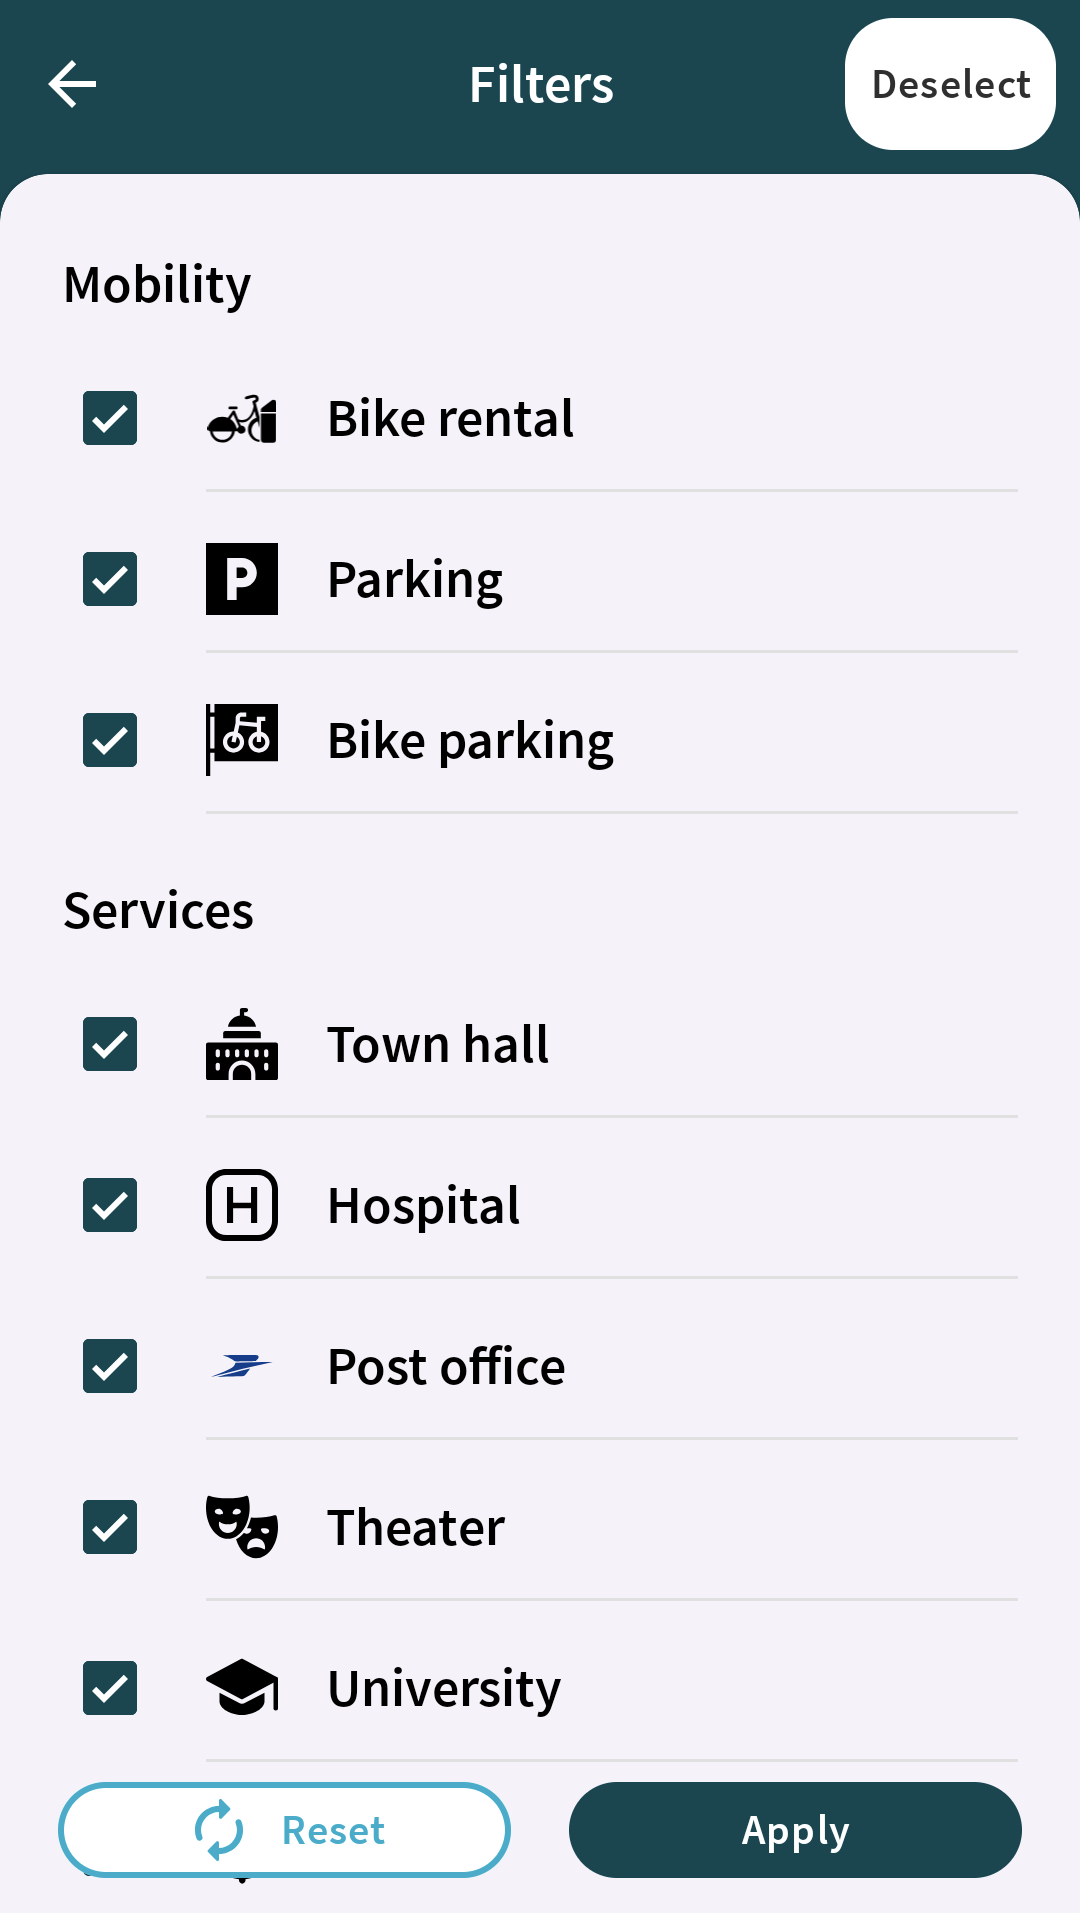 Filters
Deselect
Mobility
Bike rental
P
Parking
Bike parking
Services
Town hall
H
Hospital
Post office
Theater
University
Reset
Apply